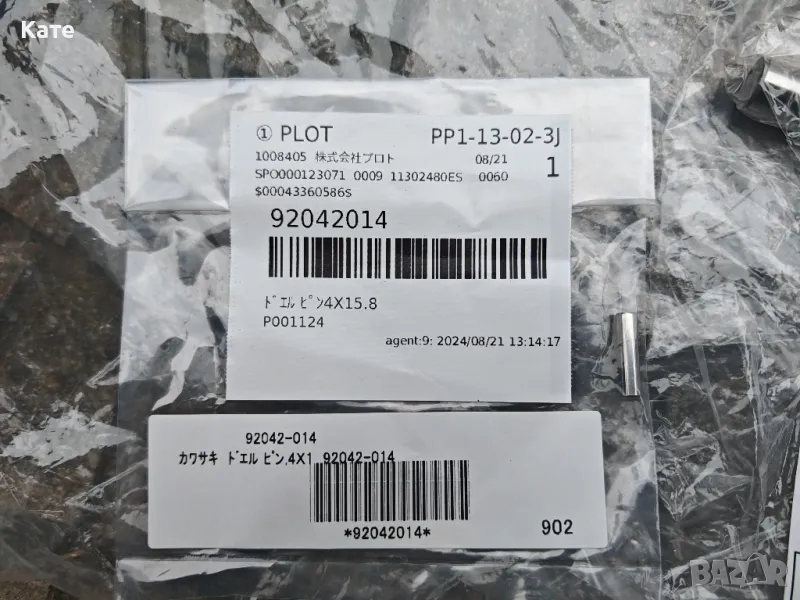 Kate
① PLOT PP1-13-02-3J
1008405 株式会社プロト 08/21 1
SPO000123071 0009 11302480ES 0060
$00043360586$
92042014
ﾄﾞｴﾙ ﾋﾟﾝ4X15.8
P001124
agent:9: 2024/08/21 13:14:17
92042-014
ｶﾜｻｷ ﾄﾞｴﾙ ﾋﾟﾝ,4X1 92042-014
*92042014*
902
BAZAR